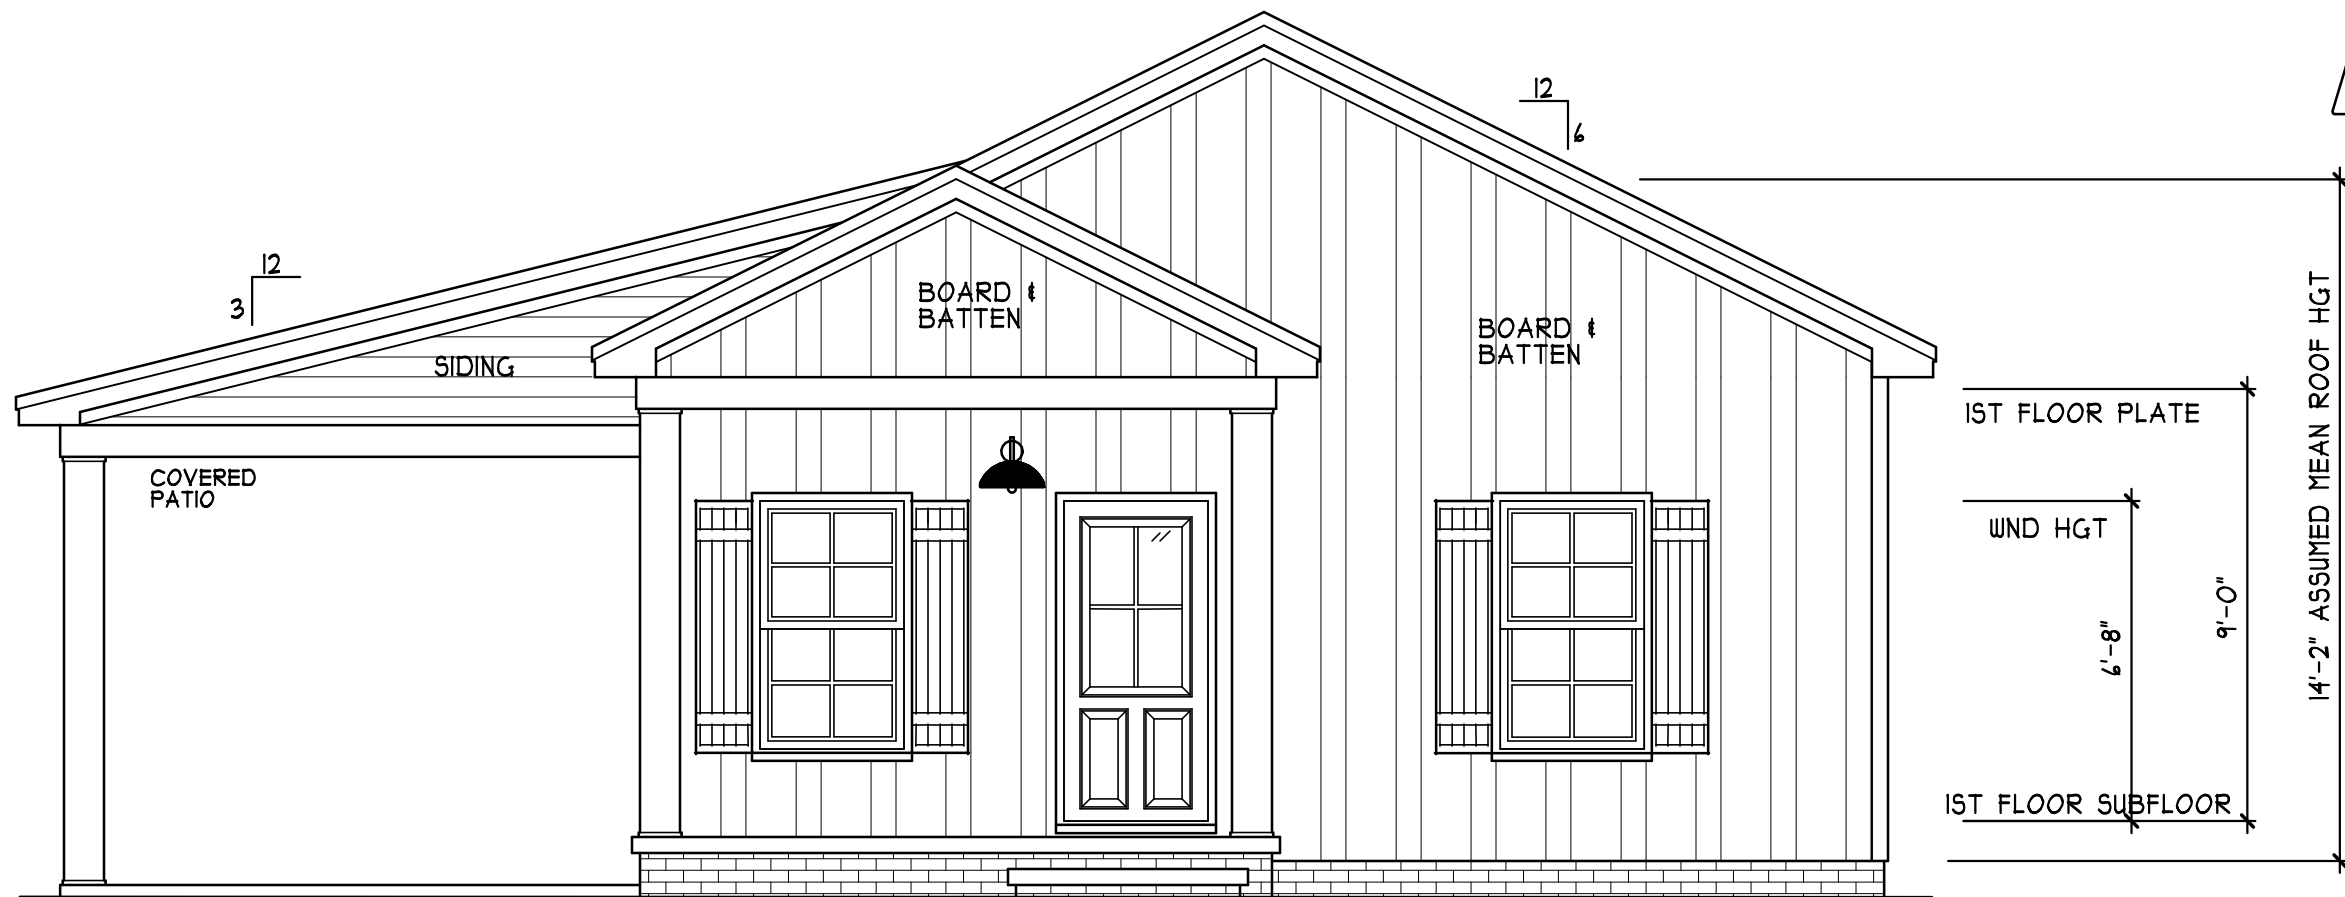 12
6
12
3
BOARD &
BATTEN
BOARD &
BATTEN
SIDING
COVERED
PATIO
1ST FLOOR PLATE
WND HGT
6'-8"
9'-0"
14'-2" ASSUMED MEAN ROOF HGT
1ST FLOOR SUBFLOOR